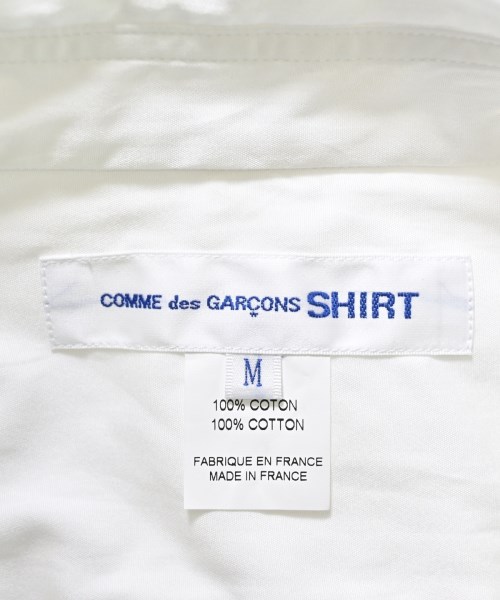 COMME des GARÇONS SHIRT
M
100% COTON
100% COTTON
FABRIQUE EN FRANCE
MADE IN FRANCE